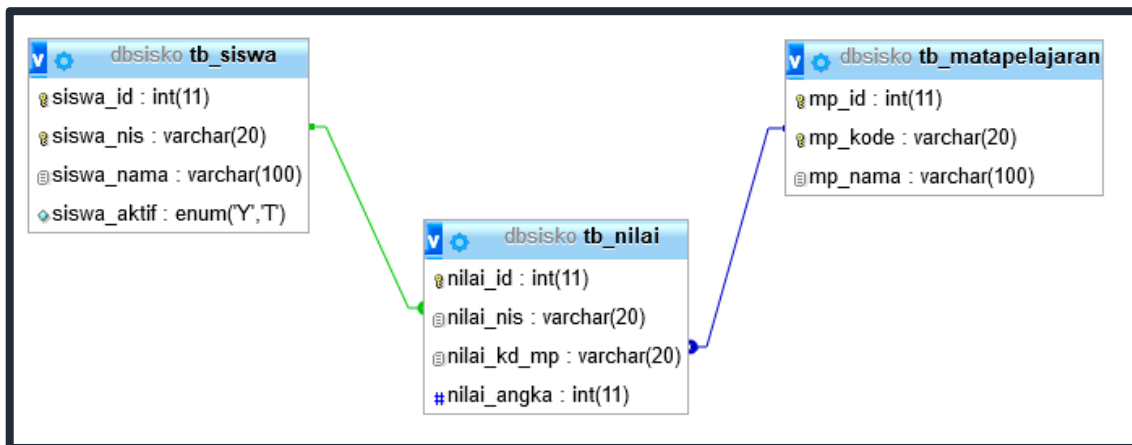 v dbsisko tb_siswa
siswa_id : int(11)
siswa_nis : varchar(20)
siswa_nama : varchar(100)
siswa_aktif : enum('Y','T')
v dbsisko tb_matapelajaran
mp_id : int(11)
mp_kode : varchar(20)
mp_nama : varchar(100)
v dbsisko tb_nilai
nilai_id : int(11)
nilai_nis : varchar(20)
nilai_kd_mp : varchar(20)
# nilai_angka : int(11)